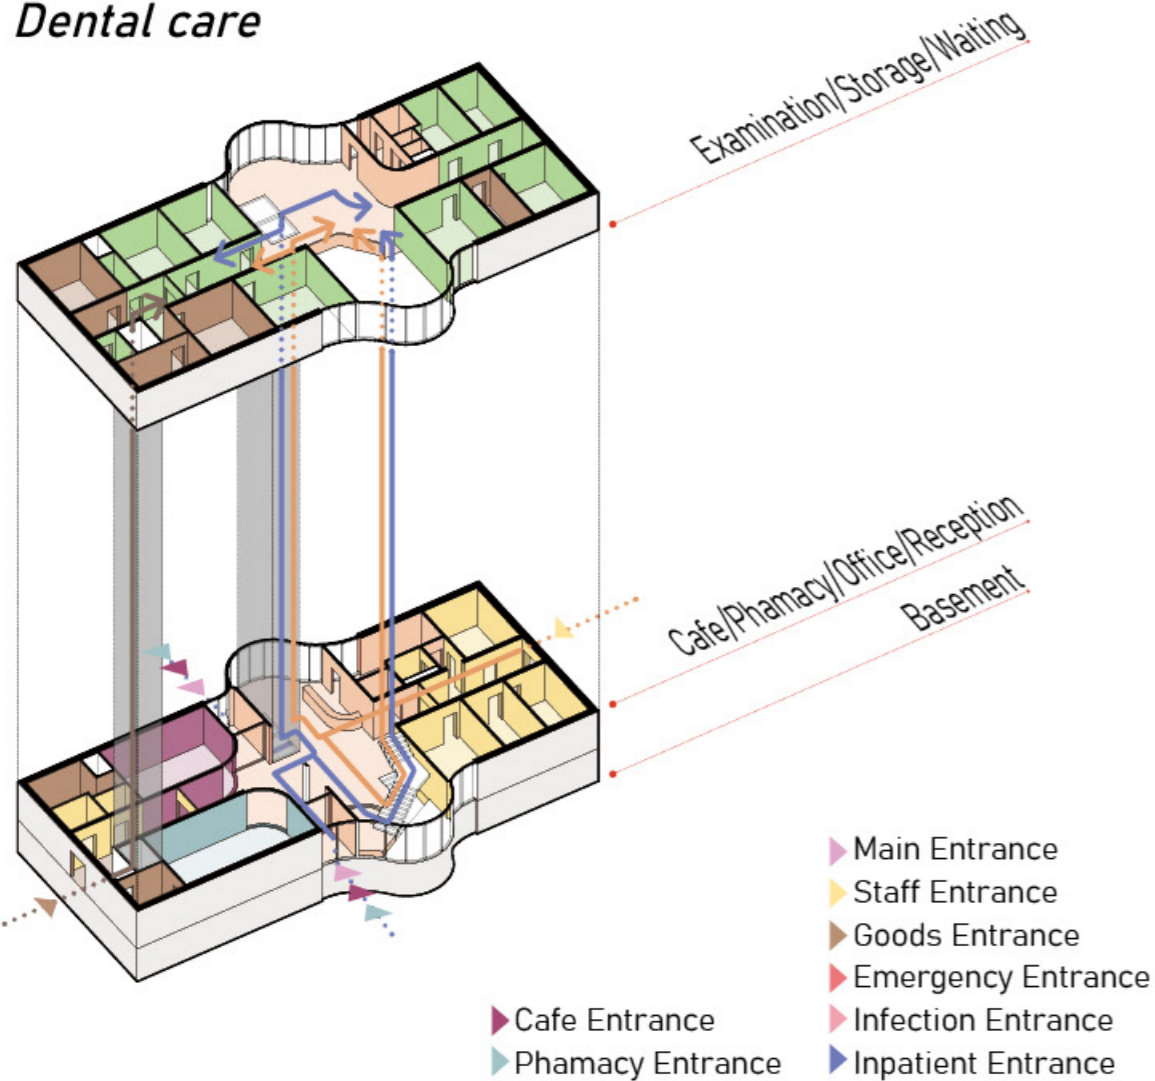 Dental care
Examination/Storage/Waiting
Cafe/Phamacy/Office/Reception
Basement
Main Entrance
Staff Entrance
Goods Entrance
Emergency Entrance
Cafe Entrance
Infection Entrance
Phamacy Entrance
Inpatient Entrance